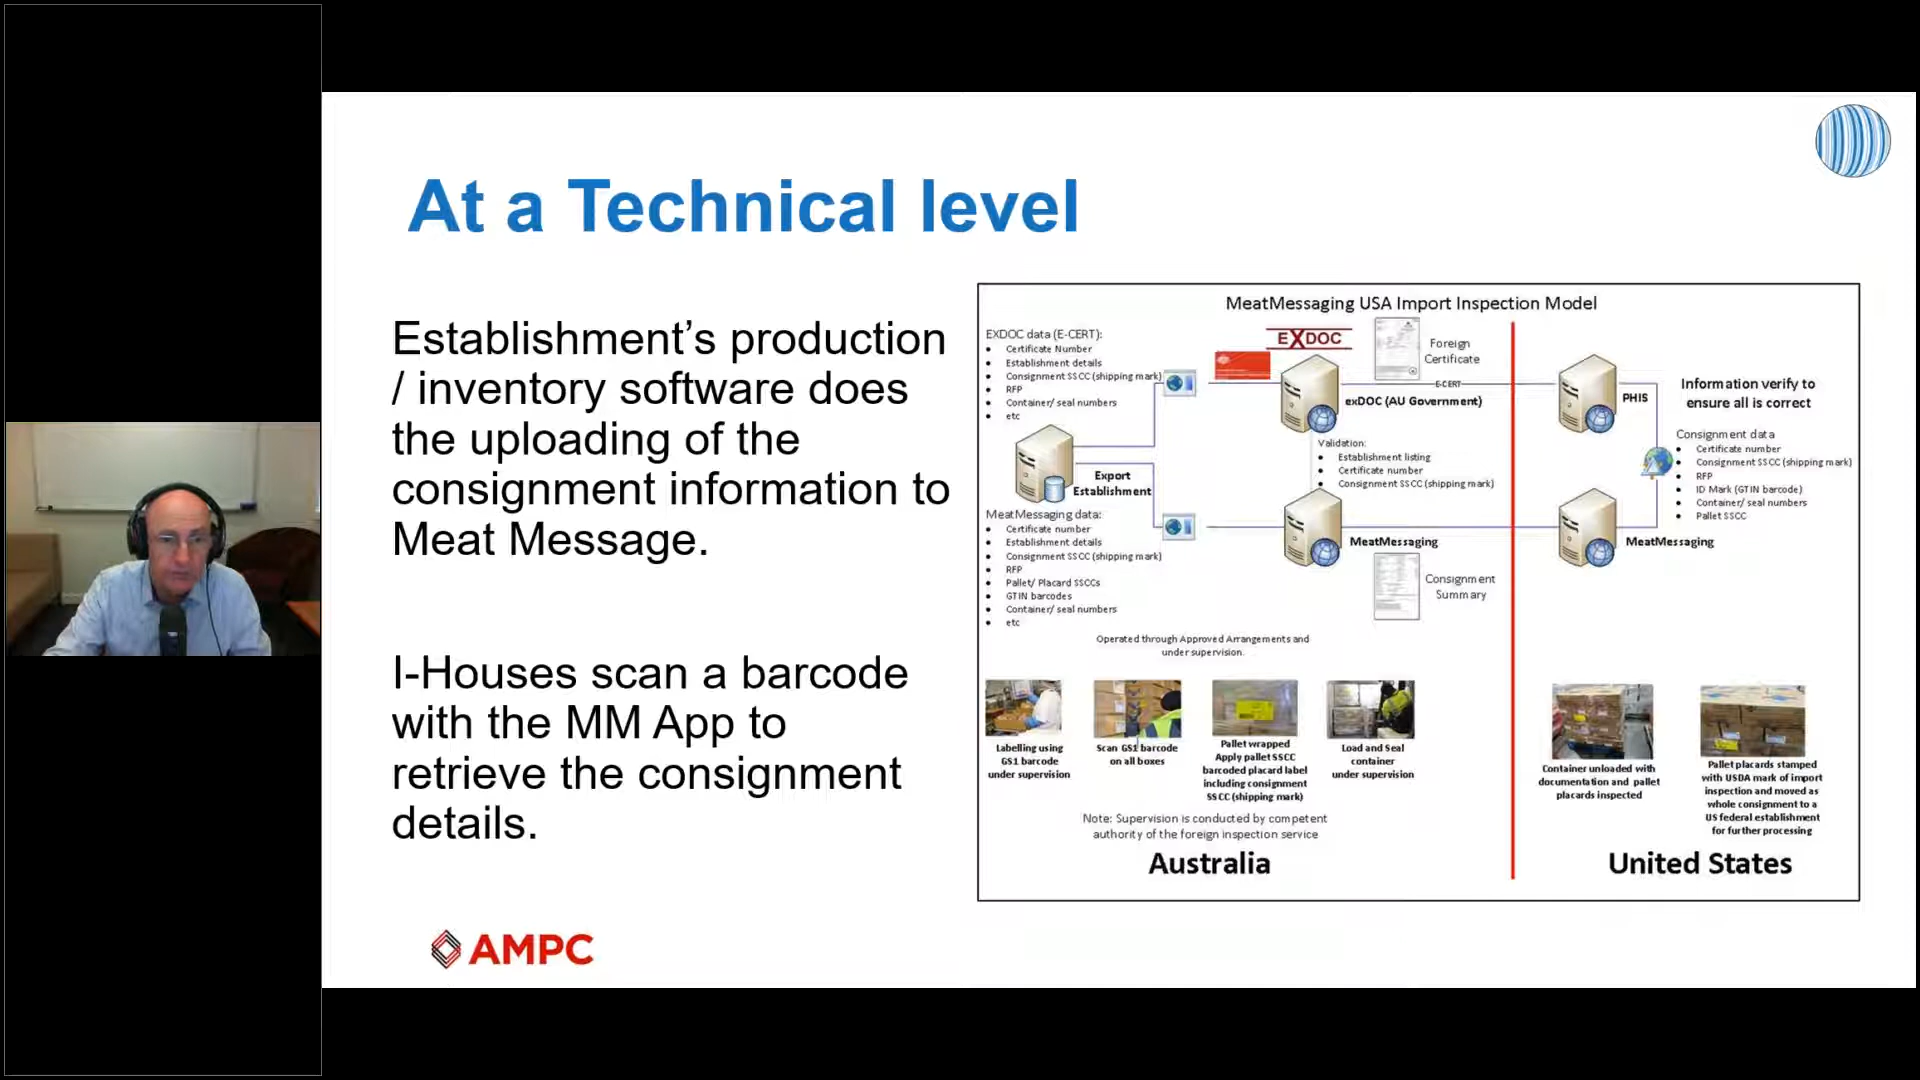 At a Technical level
Establishment's production
/ inventory software does
the uploading of the
consignment information to
Meat Message.
I-Houses scan a barcode
with the MM App to
retrieve the consignment
details.
AMPC
MeatMessaging USA Import Inspection Model
EXDOC data (E-CERT):
• Certificate Number
• Establishment details
• Consignment SSCC (shipping mark)
• RFP
• Container/ seal numbers
• etc
EXDOC
Foreign
Certificate
E-CERT
exDOC (AU Government)
PHIS
Information verify to
ensure all is correct
Validation:
• Establishment listing
• Certificate number
• Consignment SSCC (shipping mark)
Consignment data
• Certificate number
• Consignment SSCC (shipping mark)
• RFP
• ID Mark (GTIN barcode)
• Container/ seal numbers
• Pallet SSCC
Export
Establishment
MeatMessaging data:
• Certificate number
• Establishment details
• Consignment SSCC (shipping mark)
• RFP
• Pallet/ Placard SSCCs
• GTIN barcodes
• Container/ seal numbers
• etc
MeatMessaging
MeatMessaging
Consignment
Summary
Operated through Approved Arrangements and
under supervision.
Labelling using
GS1 barcode
under supervision
Scan GS1 barcode
on all boxes
Pallet wrapped
Apply pallet SSCC
barcoded placard label
including consignment
SSCC (shipping mark)
Load and Seal
container
under supervision
Container unloaded with
documentation and pallet
placards inspected
Pallet placards stamped
with USDA mark of import
inspection and moved as
whole consignment to a
US federal establishment
for further processing
Note: Supervision is conducted by competent
authority of the foreign inspection service
Australia
United States